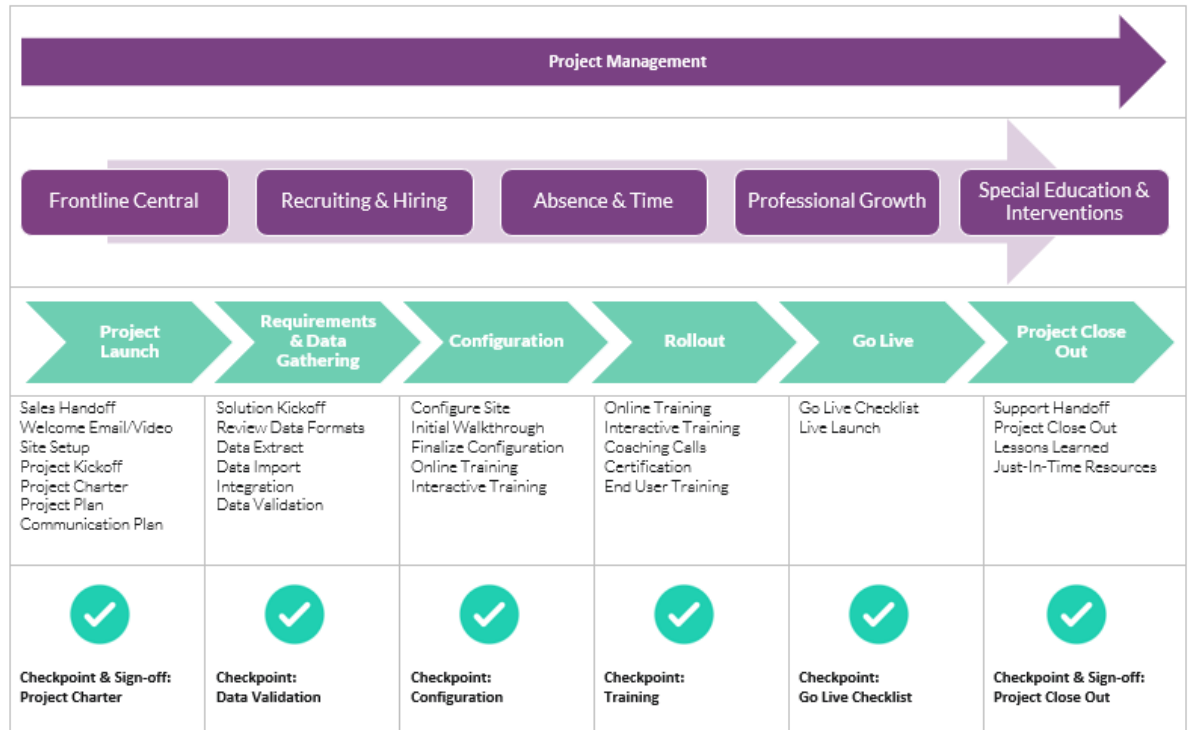 Project Management
Frontline Central
Recruiting & Hiring
Absence & Time
Professional Growth
Special Education &
Interventions
Project
Launch
Requirements
& Data
Gathering
Configuration
Rollout
Go Live
Project Close
Out
Sales Handoff
Welcome Email/Video
Site Setup
Project Kickoff
Project Charter
Project Plan
Communication Plan
Solution Kickoff
Review Data Formats
Data Extract
Data Import
Integration
Data Validation
Configure Site
Initial Walkthrough
Finalize Configuration
Online Training
Interactive Training
Online Training
Interactive Training
Coaching Calls
Certification
End User Training
Go Live Checklist
Live Launch
Support Handoff
Project Close Out
Lessons Learned
Just-In-Time Resources
Checkpoint & Sign-off:
Project Charter
Checkpoint:
Data Validation
Checkpoint:
Configuration
Checkpoint:
Training
Checkpoint:
Go Live Checklist
Checkpoint & Sign-off:
Project Close Out